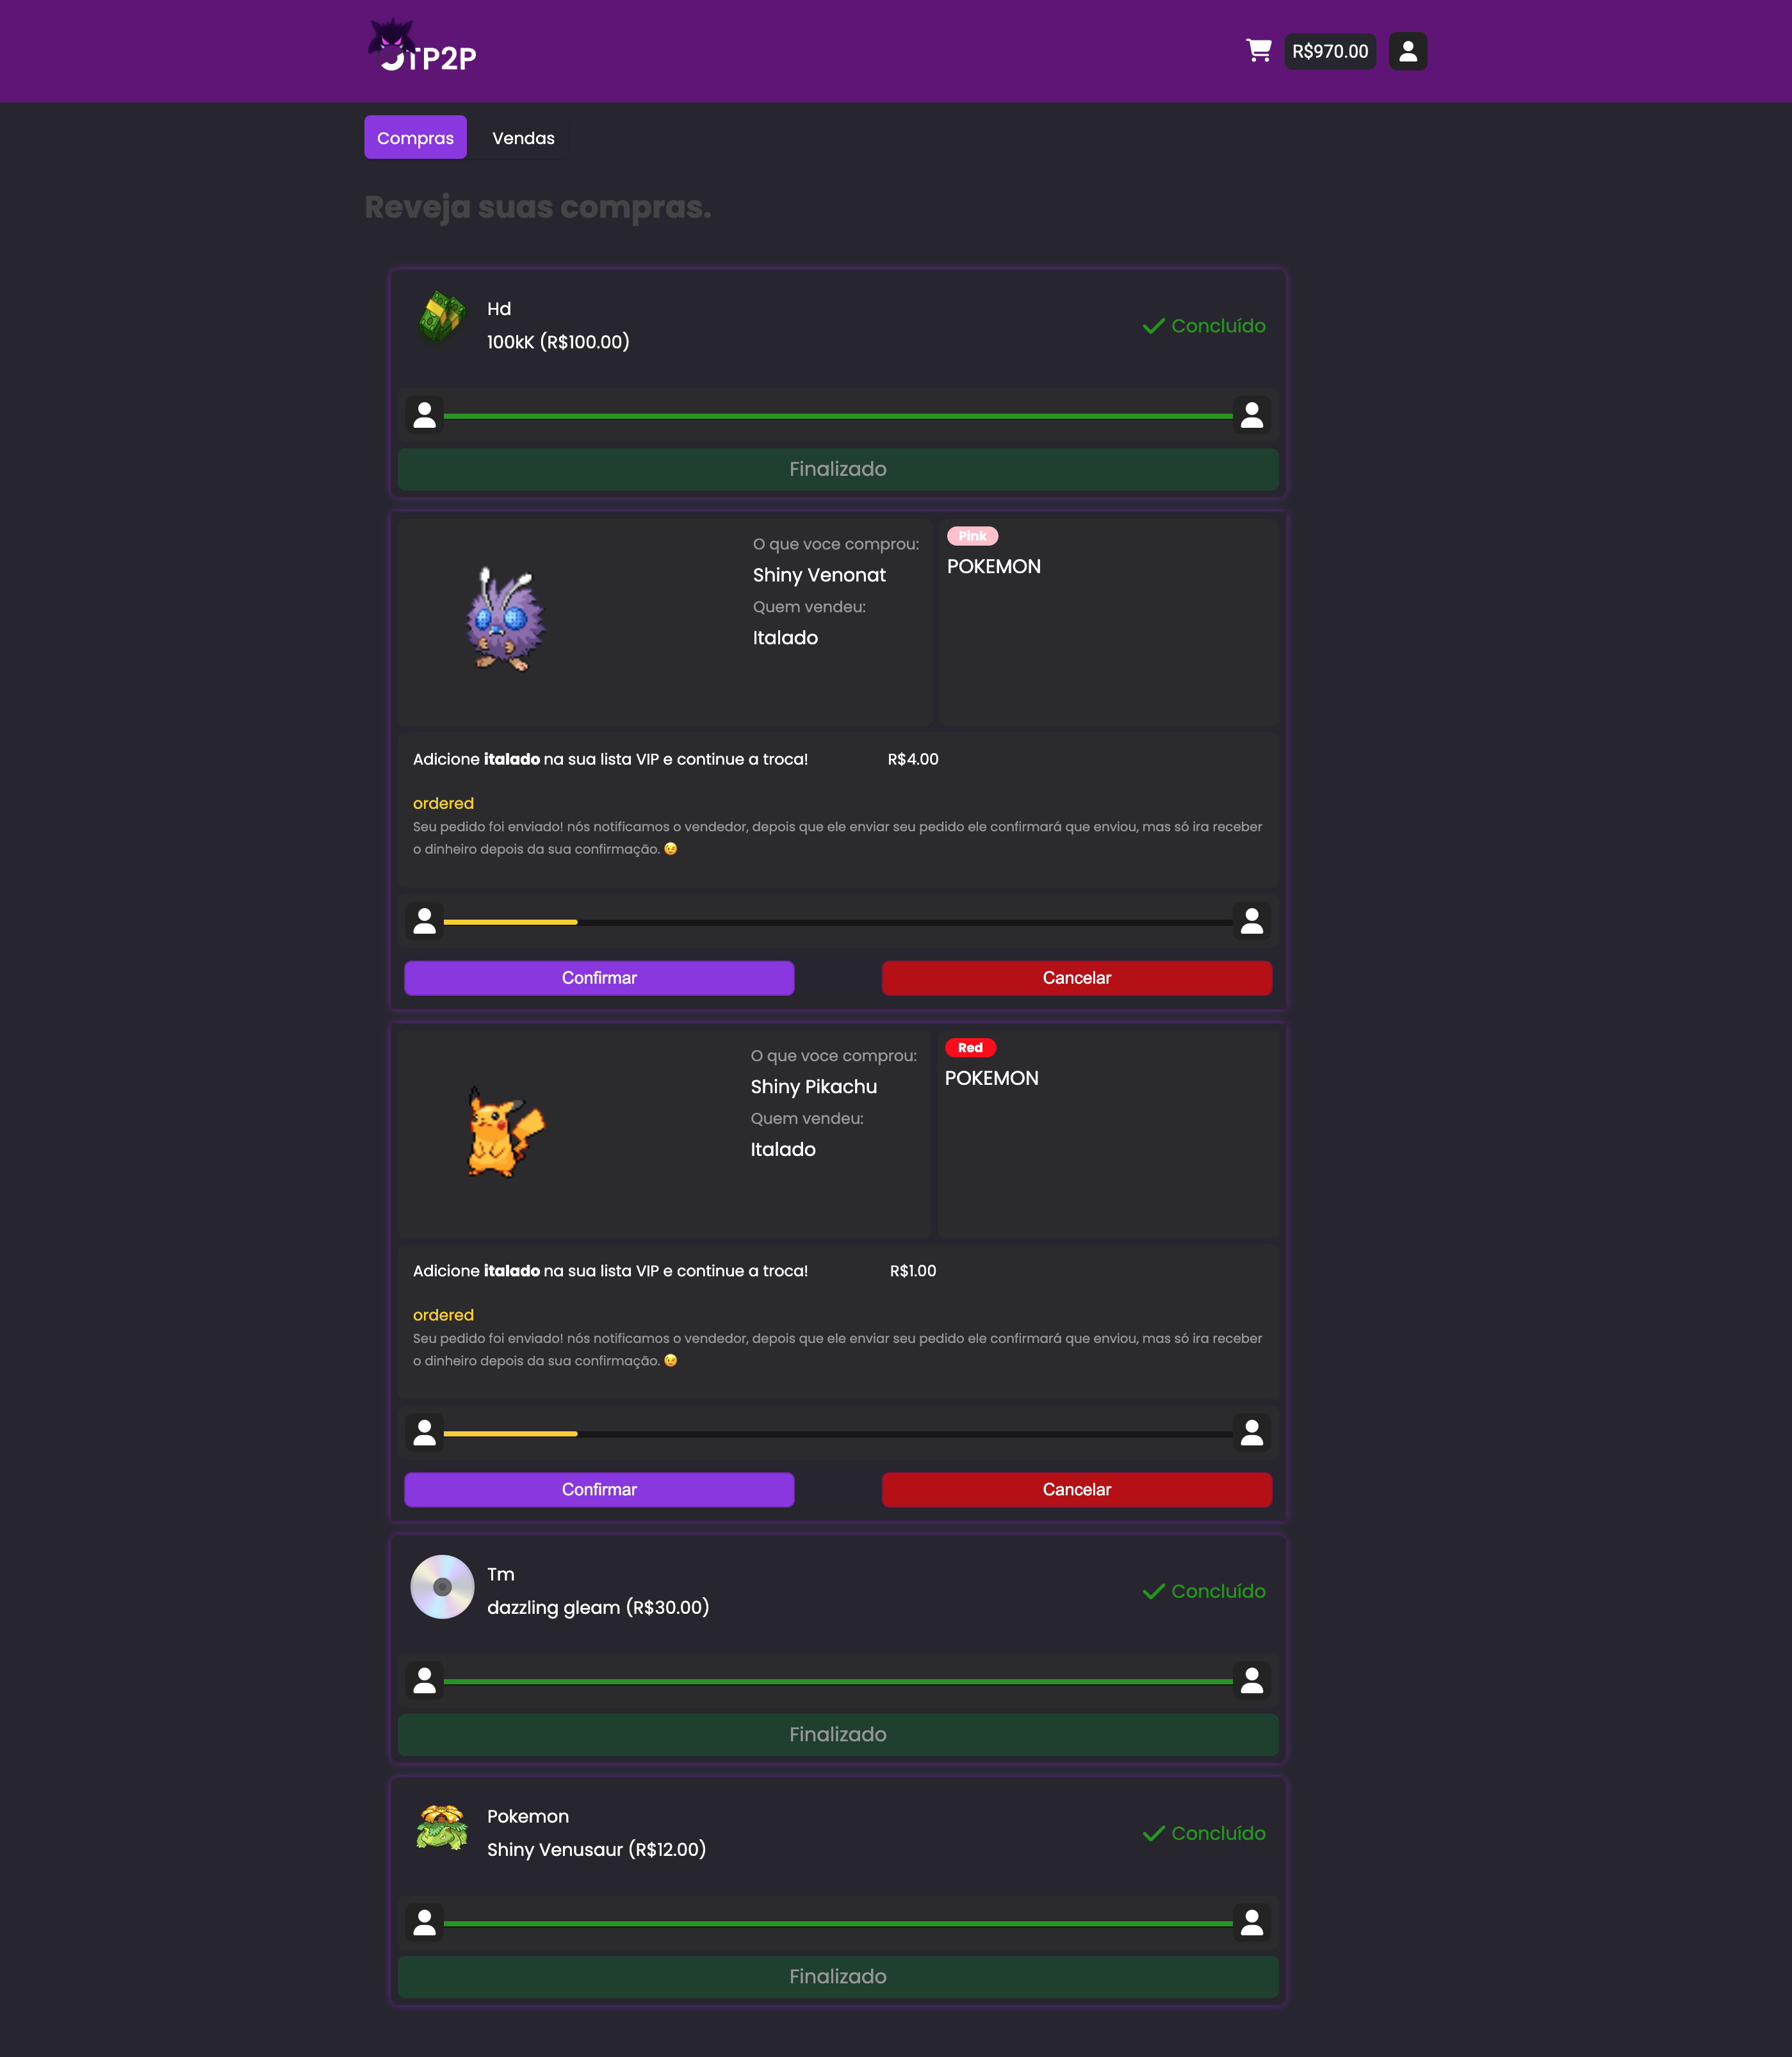 TP2P
R$970.00
Compras
Vendas
Reveja suas compras.
Hd
100kK (R$100.00)
Concluído
Finalizado
O que voce comprou:
Shiny Venonat
Quem vendeu:
Italado
Pink
POKEMON
Adicione italado na sua lista VIP e continue a troca!
R$4.00
ordered
Seu pedido foi enviado! nós notificamos o vendedor, depois que ele enviar seu pedido ele confirmará que enviou, mas só ira receber
o dinheiro depois da sua confirmação. 😉
Confirmar
Cancelar
O que voce comprou:
Shiny Pikachu
Quem vendeu:
Italado
Red
POKEMON
Adicione italado na sua lista VIP e continue a troca!
R$1.00
ordered
Seu pedido foi enviado! nós notificamos o vendedor, depois que ele enviar seu pedido ele confirmará que enviou, mas só ira receber
o dinheiro depois da sua confirmação. 😉
Confirmar
Cancelar
Tm
dazzling gleam (R$30.00)
Concluído
Finalizado
Pokemon
Shiny Venusaur (R$12.00)
Concluído
Finalizado